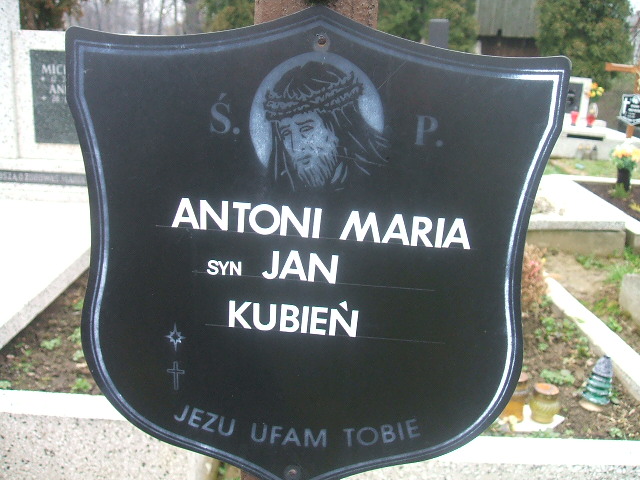 Ś. P.
ANTONI MARIA
SYN JAN
KUBIEŃ
JEZU UFAM TOBIE